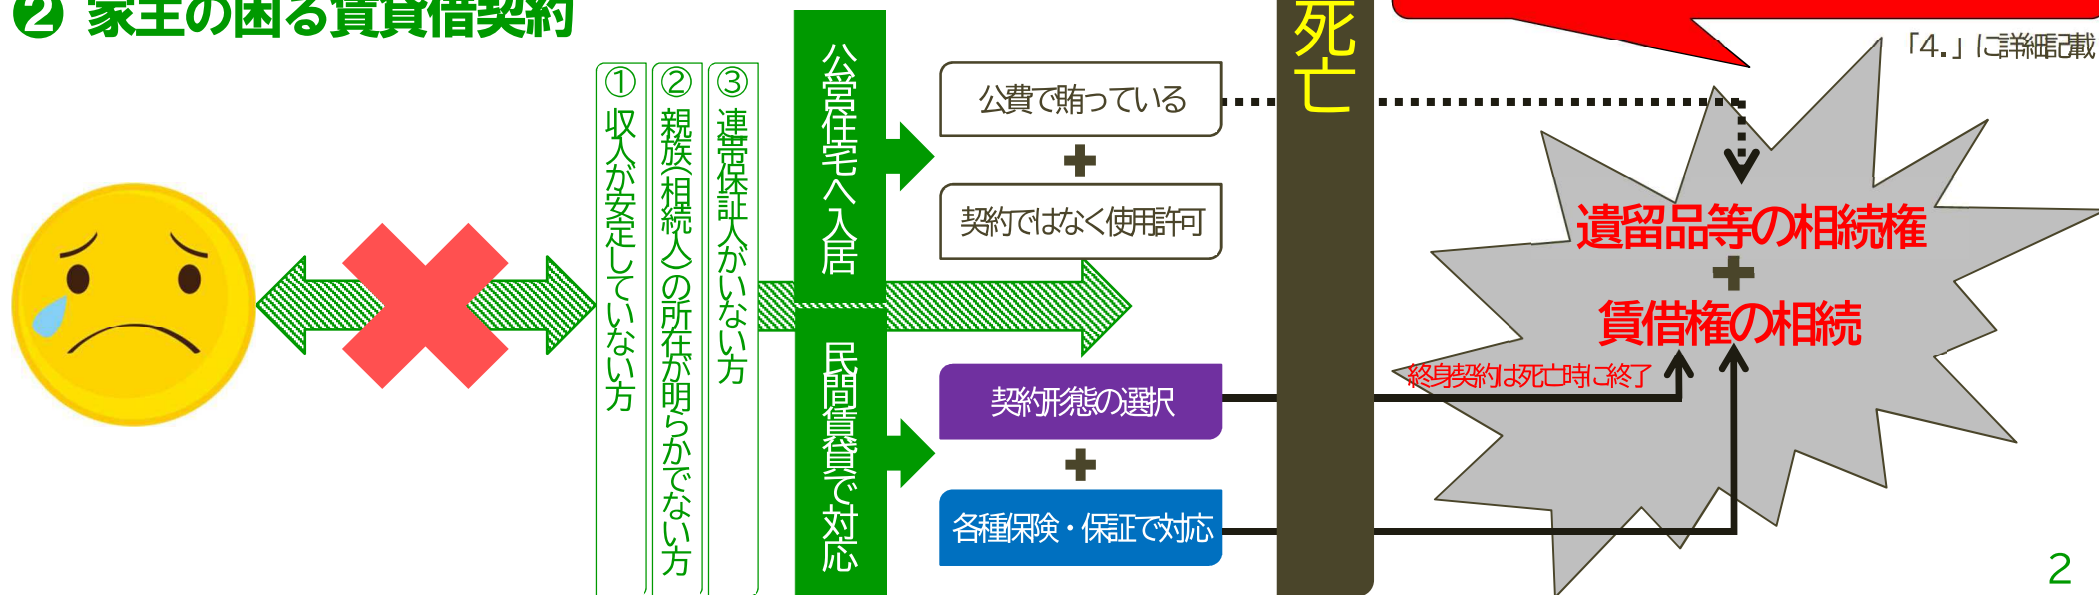 ❷ 家主の困る賃貸借契約
① 収入が安定していない方
② 親族(相続人)の所在が明らかでない方
③ 連帯保証人がいない方
公営住宅へ入居
民間賃貸で対応
公費で賄っている
+
契約ではなく使用許可
契約形態の選択
+
各種保険・保証で対応
死亡
「4.」に詳細記載
遺留品等の相続権
+
賃借権の相続
終身契約は死亡時に終了
2